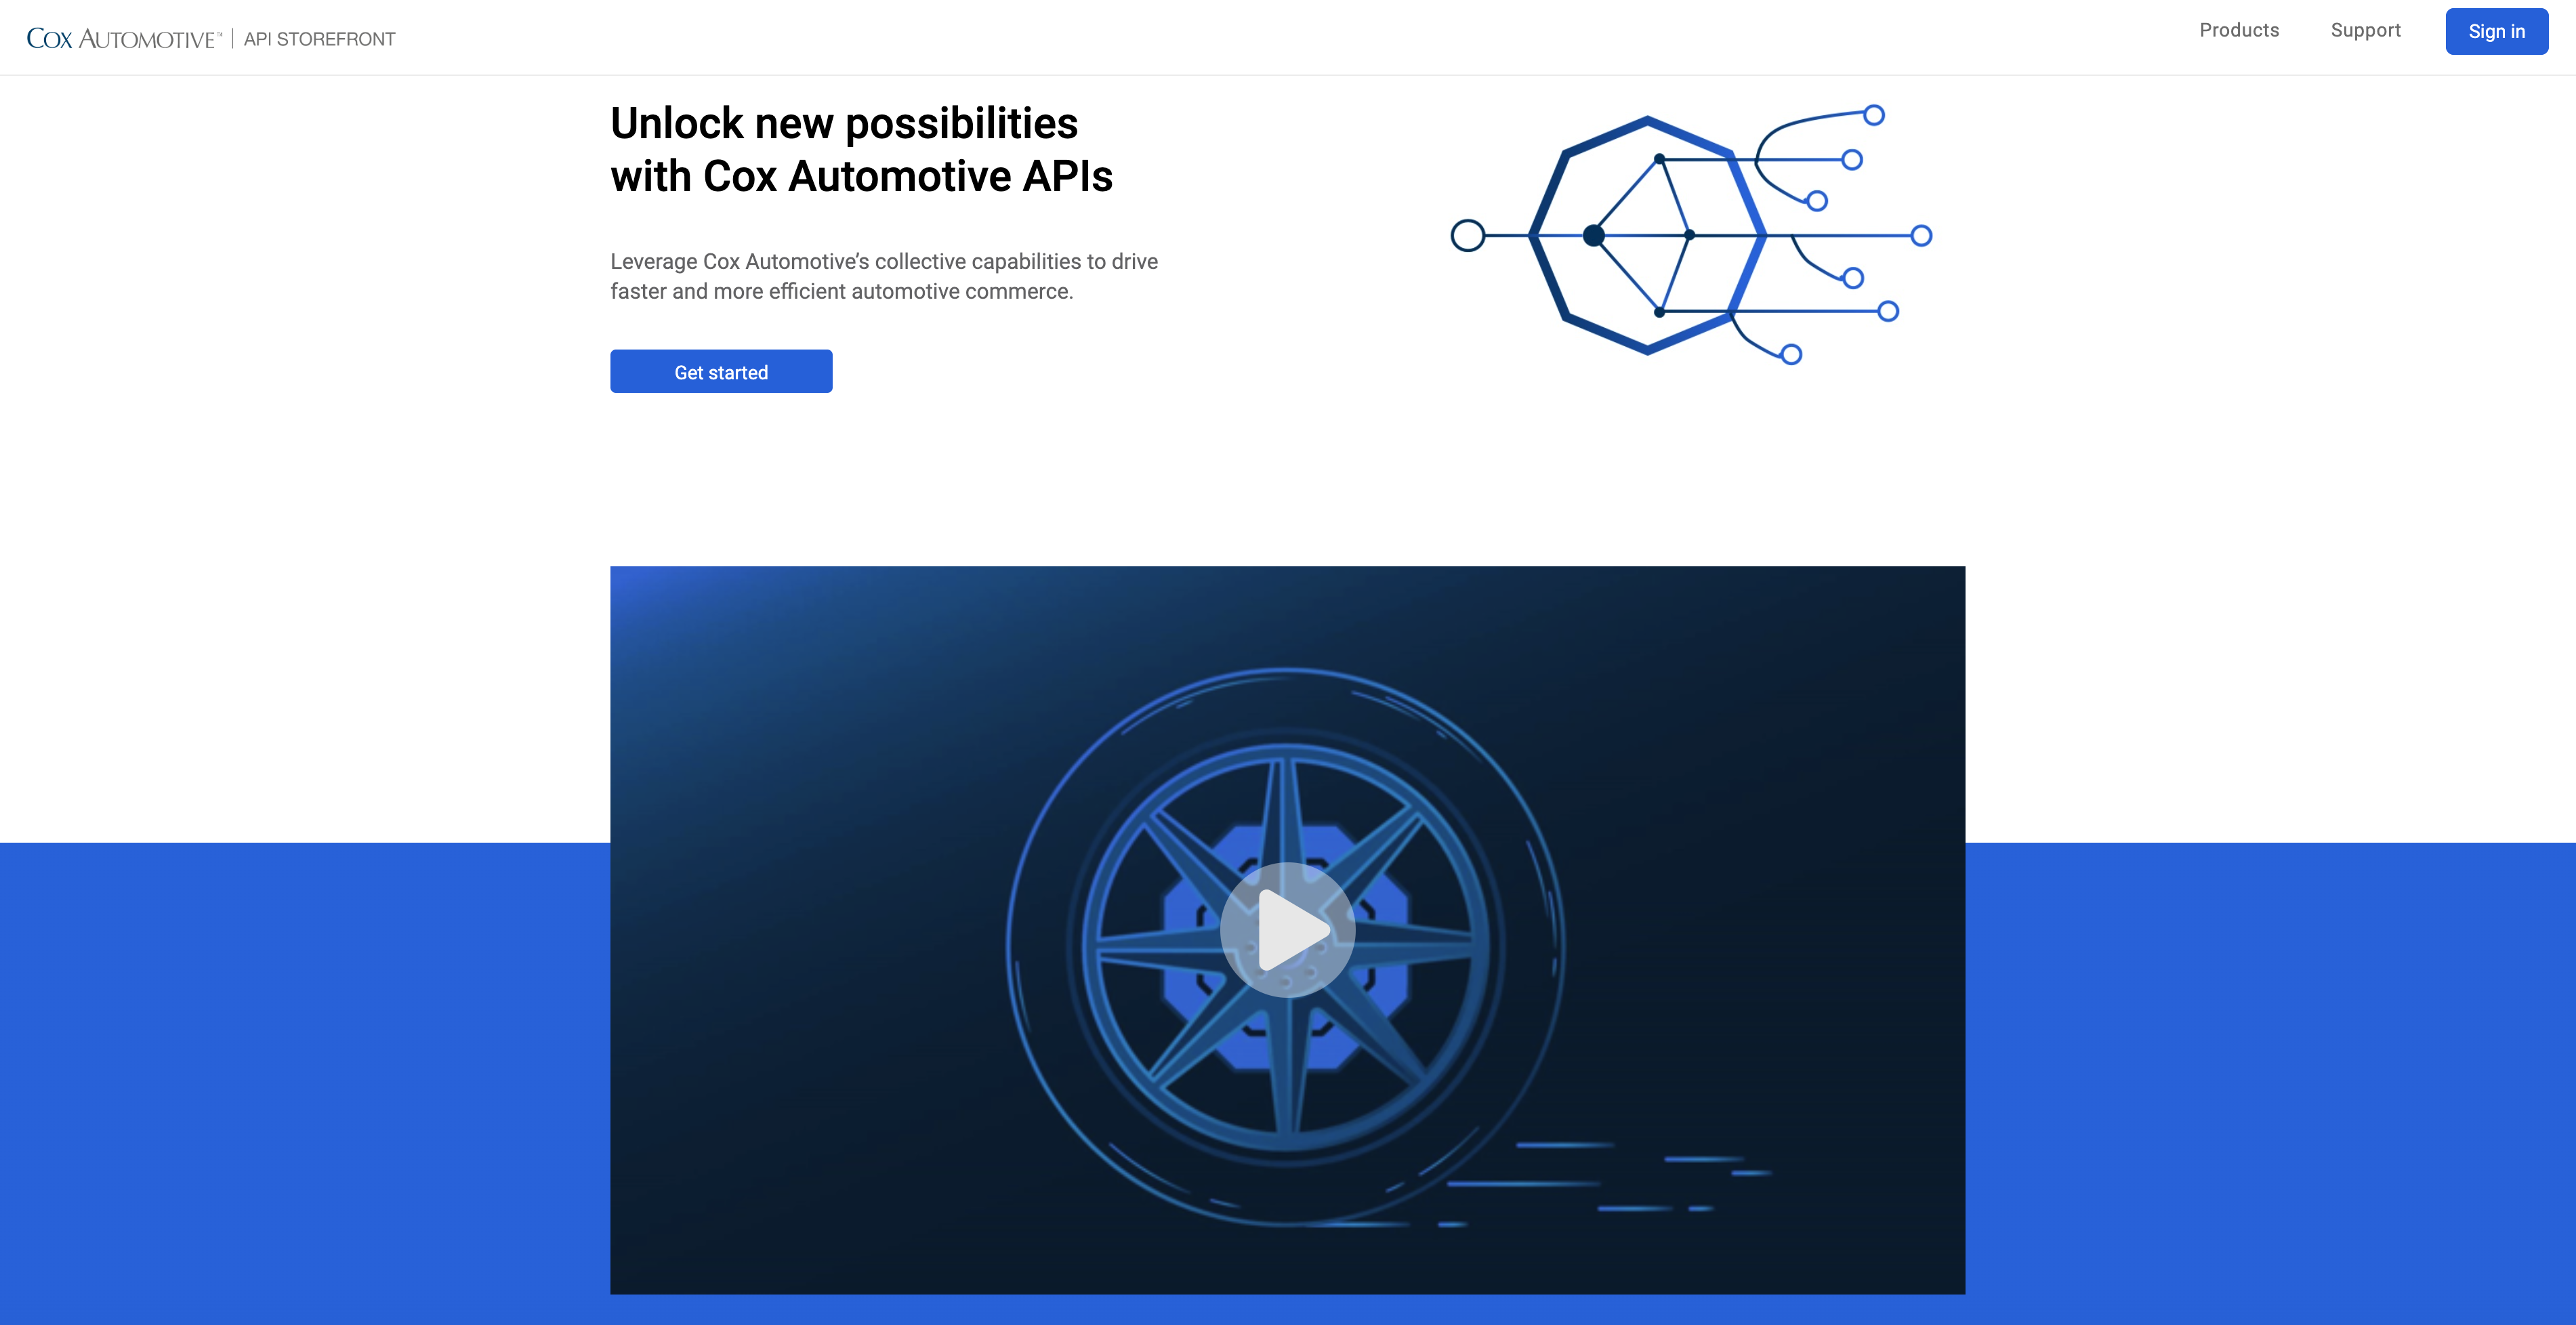 COX AUTOMOTIVE™ | API STOREFRONT
Products
Support
Sign in
Unlock new possibilities
with Cox Automotive APIs
Leverage Cox Automotive’s collective capabilities to drive
faster and more efficient automotive commerce.
Get started